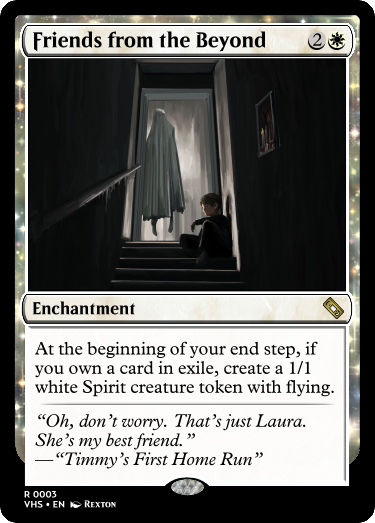 Friends from the Beyond 2
Enchantment
At the beginning of your end step, if
you own a card in exile, create a 1/1
white Spirit creature token with flying.
“Oh, don’t worry. That’s just Laura.
She’s my best friend.”
—“Timmy’s First Home Run”
R 0003
VHS • EN Rexton